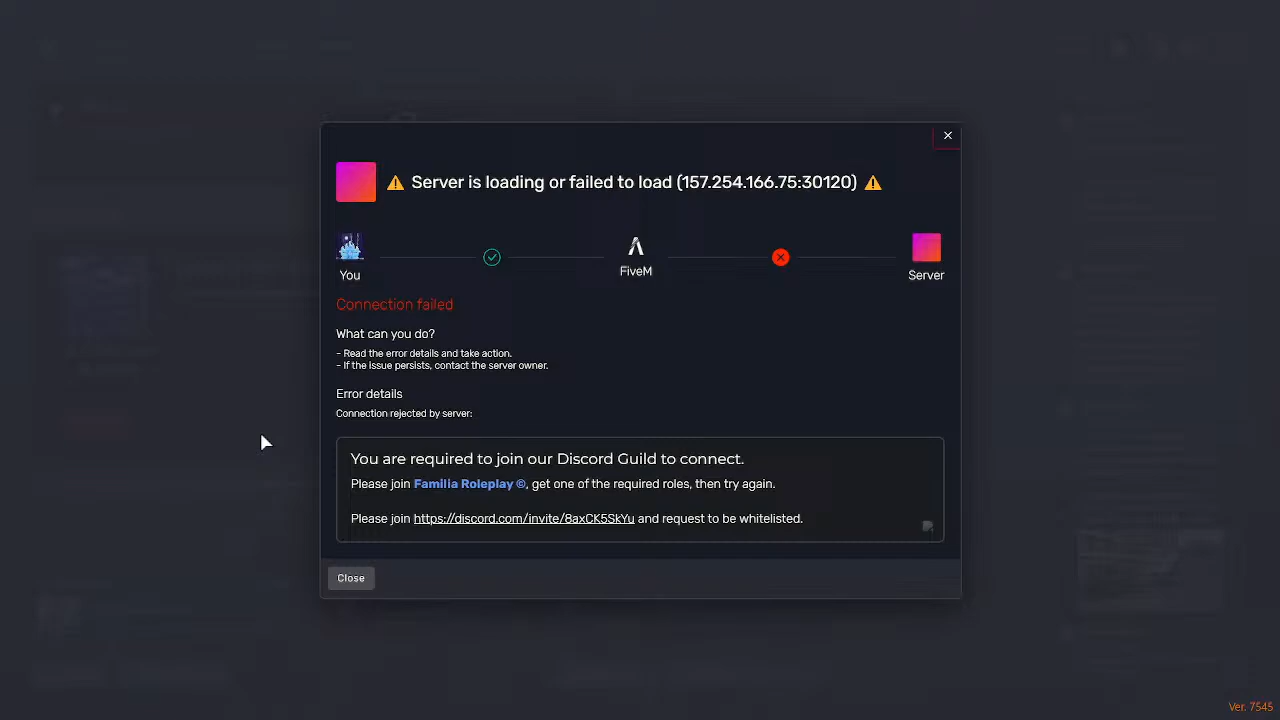 Server is loading or failed to load (157.254.166.75:30120)
You
FiveM
Server
Connection failed
What can you do?
- Read the error details and take action.
- If the issue persists, contact the server owner.
Error details
Connection rejected by server:
You are required to join our Discord Guild to connect.
Please join Familia Roleplay ©, get one of the required roles, then try again.
Please join https://discord.com/invite/8axCK5SkYu and request to be whitelisted.
Close
Ver. 7545